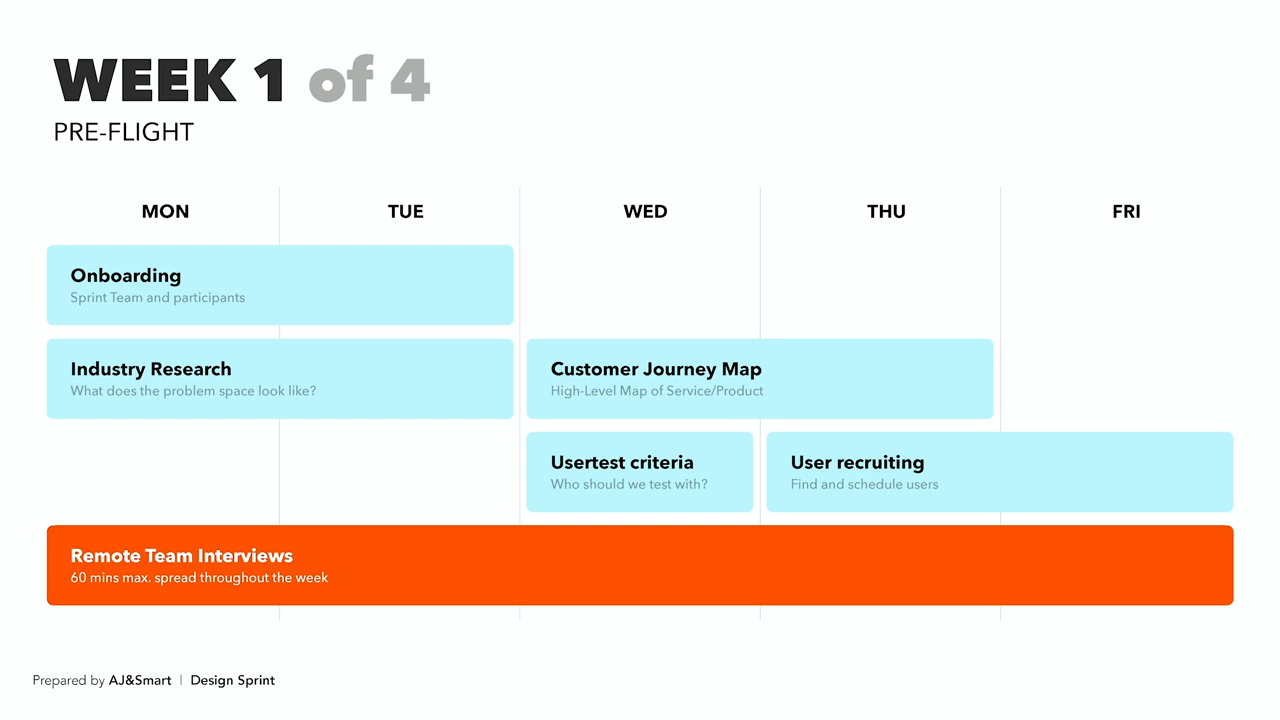 WEEK 1 of 4
PRE-FLIGHT
MON TUE WED THU FRI
Onboarding
Sprint Team and participants
Industry Research
What does the problem space look like?
Customer Journey Map
High-Level Map of Service/Product
Usertest criteria
Who should we test with?
User recruiting
Find and schedule users
Remote Team Interviews
60 mins max. spread throughout the week
Prepared by AJ&Smart | Design Sprint